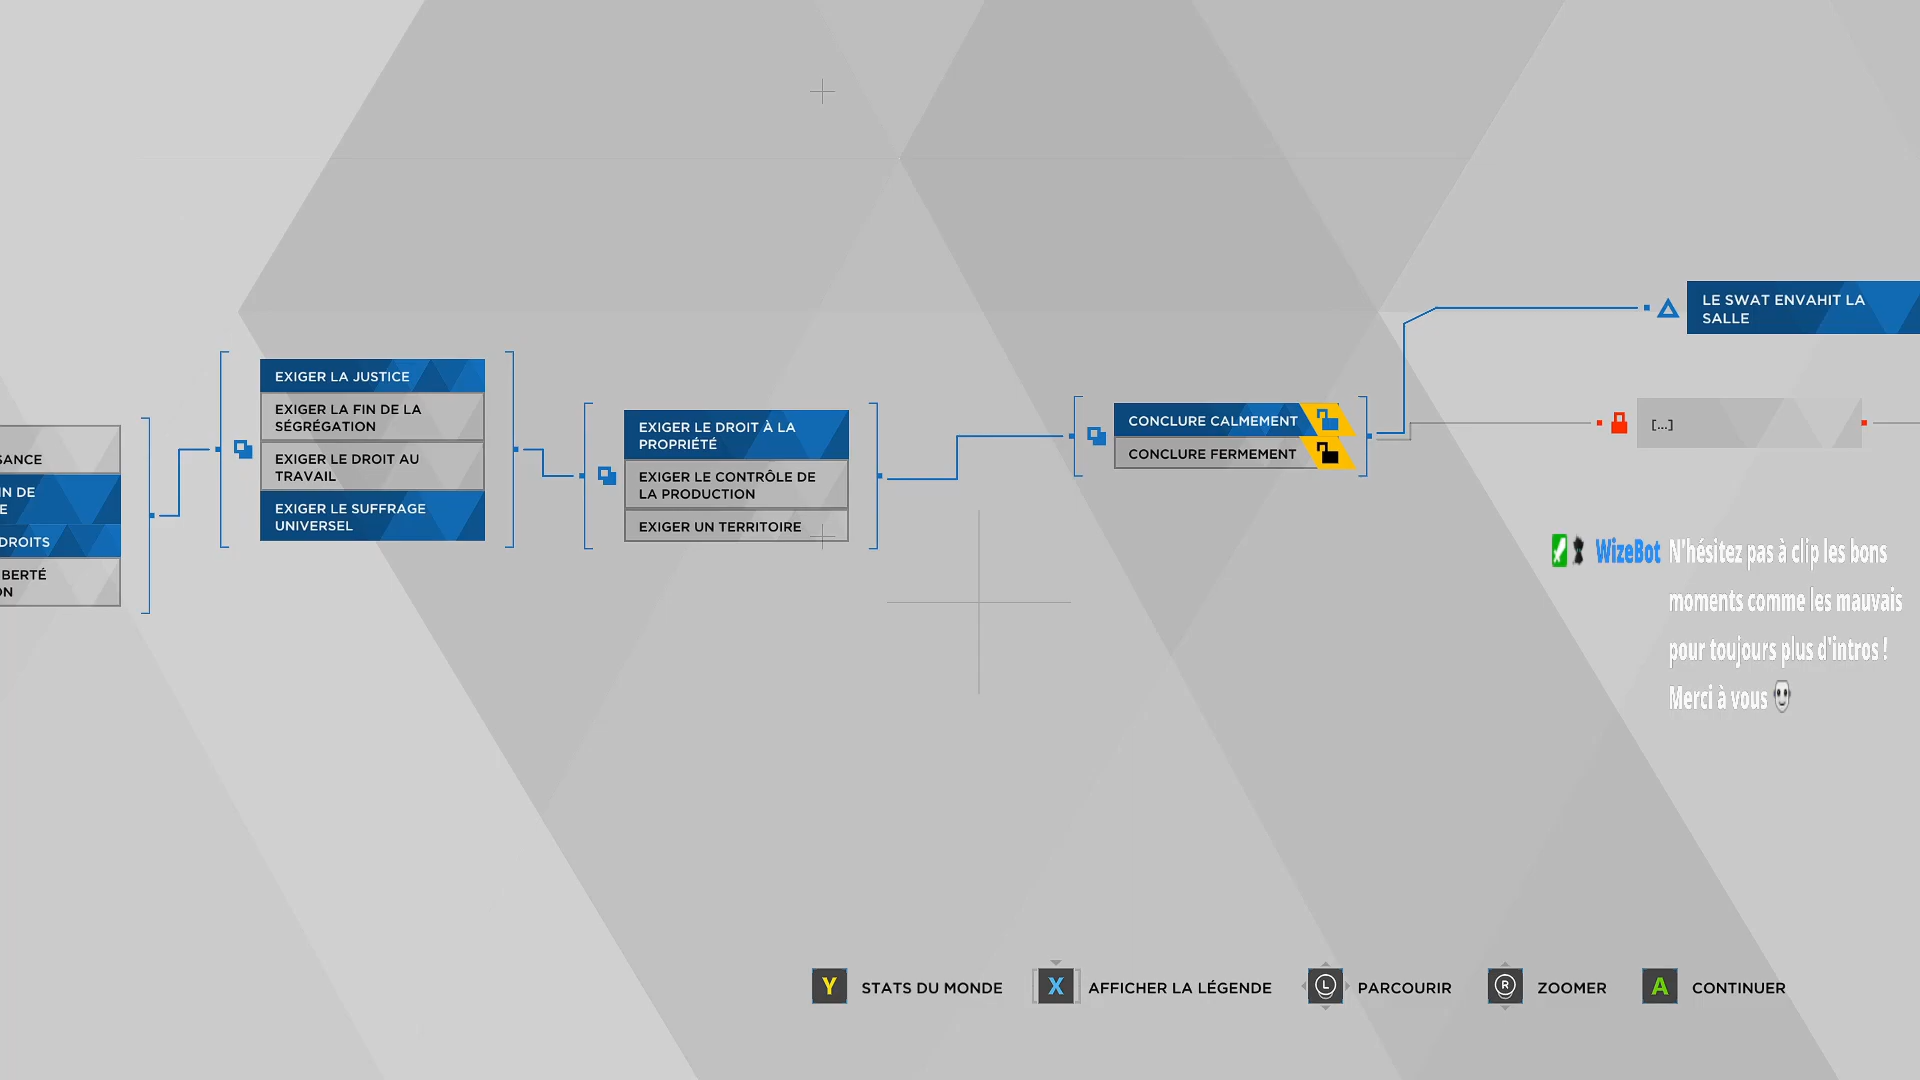 SANCE
IN DE
E
DROITS
BERTÉ
ON
EXIGER LA JUSTICE
EXIGER LA FIN DE LA
SÉGRÉGATION
EXIGER LE DROIT AU
TRAVAIL
EXIGER LE SUFFRAGE
UNIVERSEL
EXIGER LE DROIT À LA
PROPRIÉTÉ
EXIGER LE CONTRÔLE DE
LA PRODUCTION
EXIGER UN TERRITOIRE
CONCLURE CALMEMENT
CONCLURE FERMEMENT
LE SWAT ENVAHIT LA
SALLE
[...]
WizeBot N'hésitez pas à clip les bons
moments comme les mauvais
pour toujours plus d'intros !
Merci à vous
Y STATS DU MONDE
X AFFICHER LA LÉGENDE
L PARCOURIR
R ZOOMER
A CONTINUER